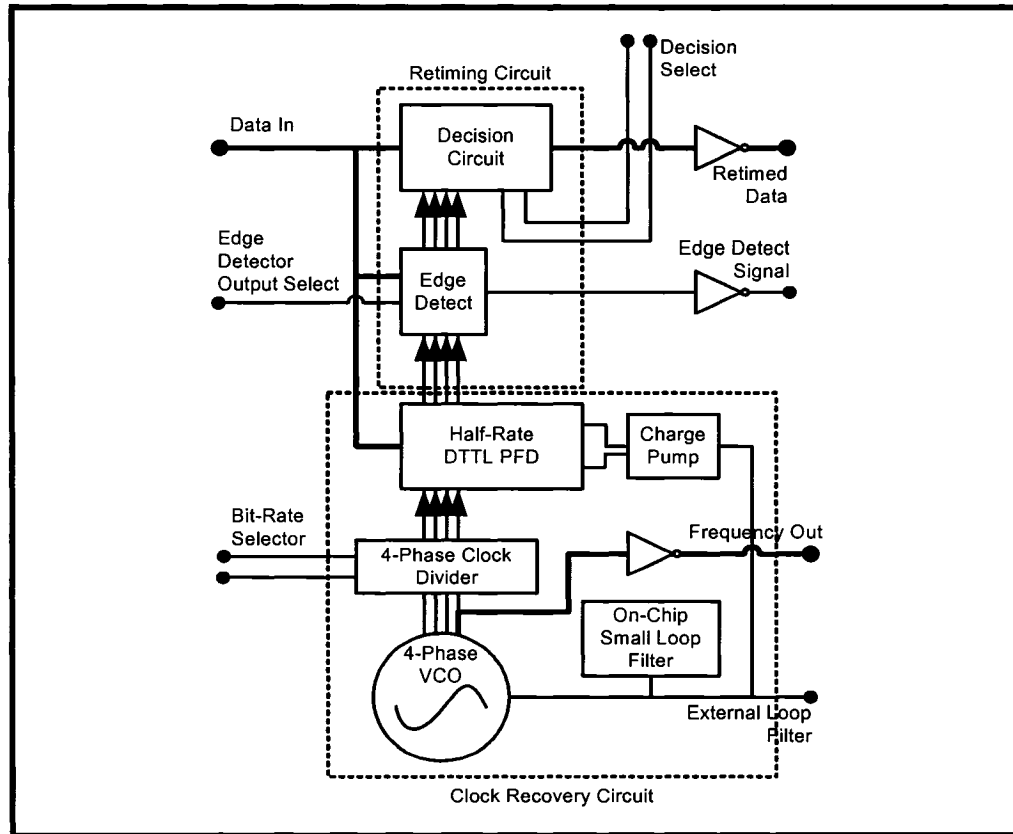 Decision
Select
Retiming Circuit
Data In
Decision
Circuit
Retimed
Data
Edge
Detector
Output Select
Edge
Detect
Edge Detect
Signal
Half-Rate
DTTL PFD
Charge
Pump
Bit-Rate
Selector
4-Phase Clock
Divider
Frequency Out
On-Chip
Small Loop
Filter
4-Phase
VCO
External Loop
Filter
Clock Recovery Circuit